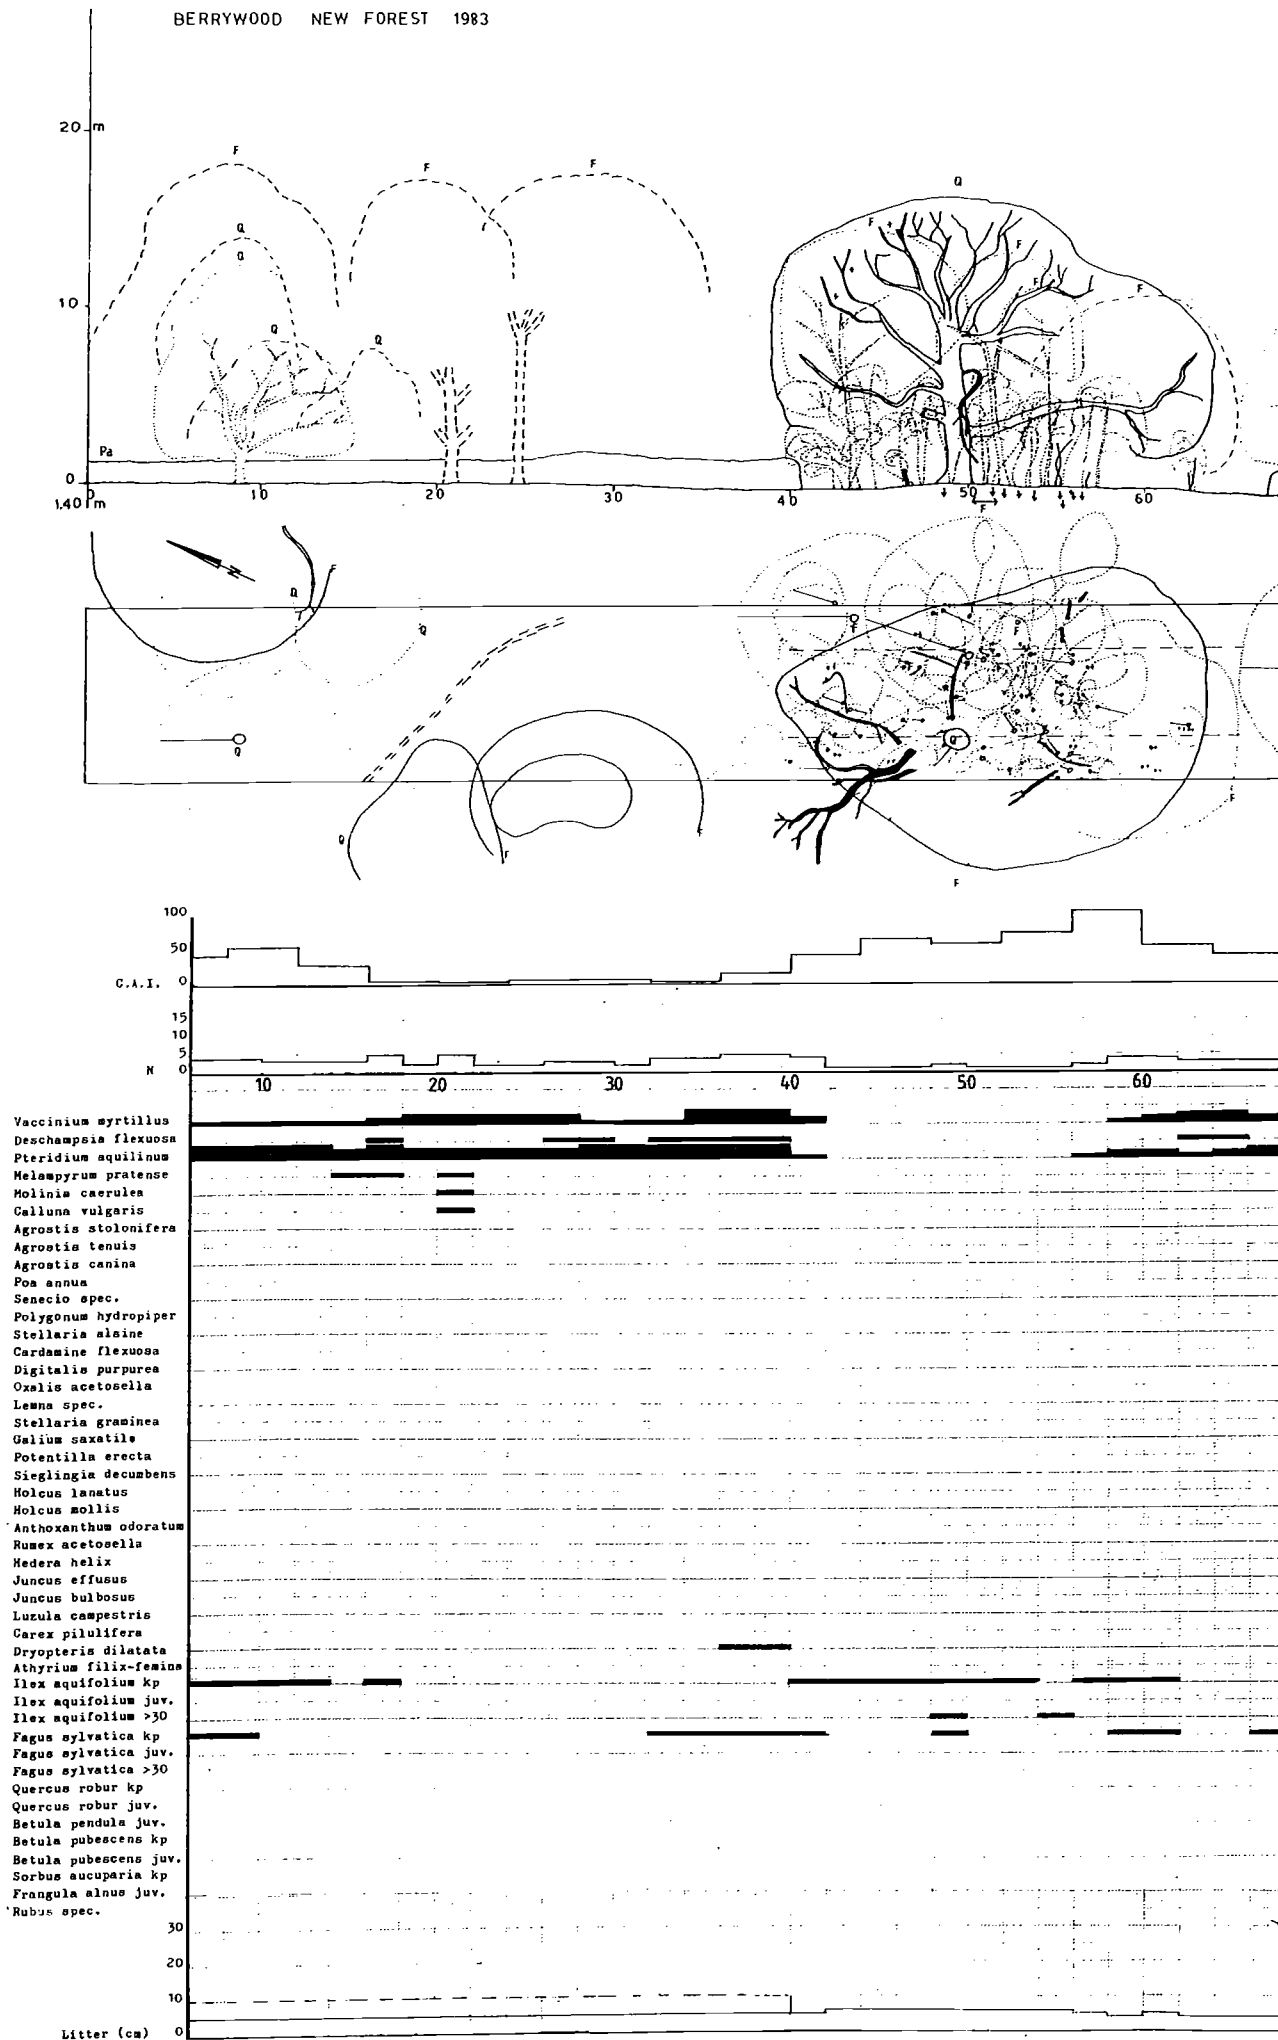 BERRYWOOD NEW FOREST 1983
20 m
F
F
F
Q
Q
Q
Q
Q
F
F
F
F
10
Pa
0
1,40 m
0 10 20 30 40 50 60
F
N
Q
F
Q
Q
F
F
F
Q
Q
F
F
F
F
100
50
C.A.I. 0
15
10
5
N 0
10 20 30 40 50 60
Vaccinium myrtillus
Deschampsia flexuosa
Pteridium aquilinum
Melampyrum pratense
Molinia caerulea
Calluna vulgaris
Agrostis stolonifera
Agrostis tenuis
Agrostis canina
Poa annua
Senecio spec.
Polygonum hydropiper
Stellaria alsine
Cardamine flexuosa
Digitalis purpurea
Oxalis acetosella
Lemna spec.
Stellaria graminea
Galium saxatile
Potentilla erecta
Sieglingia decumbens
Holcus lanatus
Holcus mollis
Anthoxanthum odoratum
Rumex acetosella
Hedera helix
Juncus effusus
Juncus bulbosus
Luzula campestris
Carex pilulifera
Dryopteris dilatata
Athyrium filix-femina
Ilex aquifolium kp
Ilex aquifolium juv.
Ilex aquifolium >30
Fagus sylvatica kp
Fagus sylvatica juv.
Fagus sylvatica >30
Quercus robur kp
Quercus robur juv.
Betula pendula juv.
Betula pubescens kp
Betula pubescens juv.
Sorbus aucuparia kp
Frangula alnus juv.
Rubus spec.
30
20
10
Litter (cm) 0